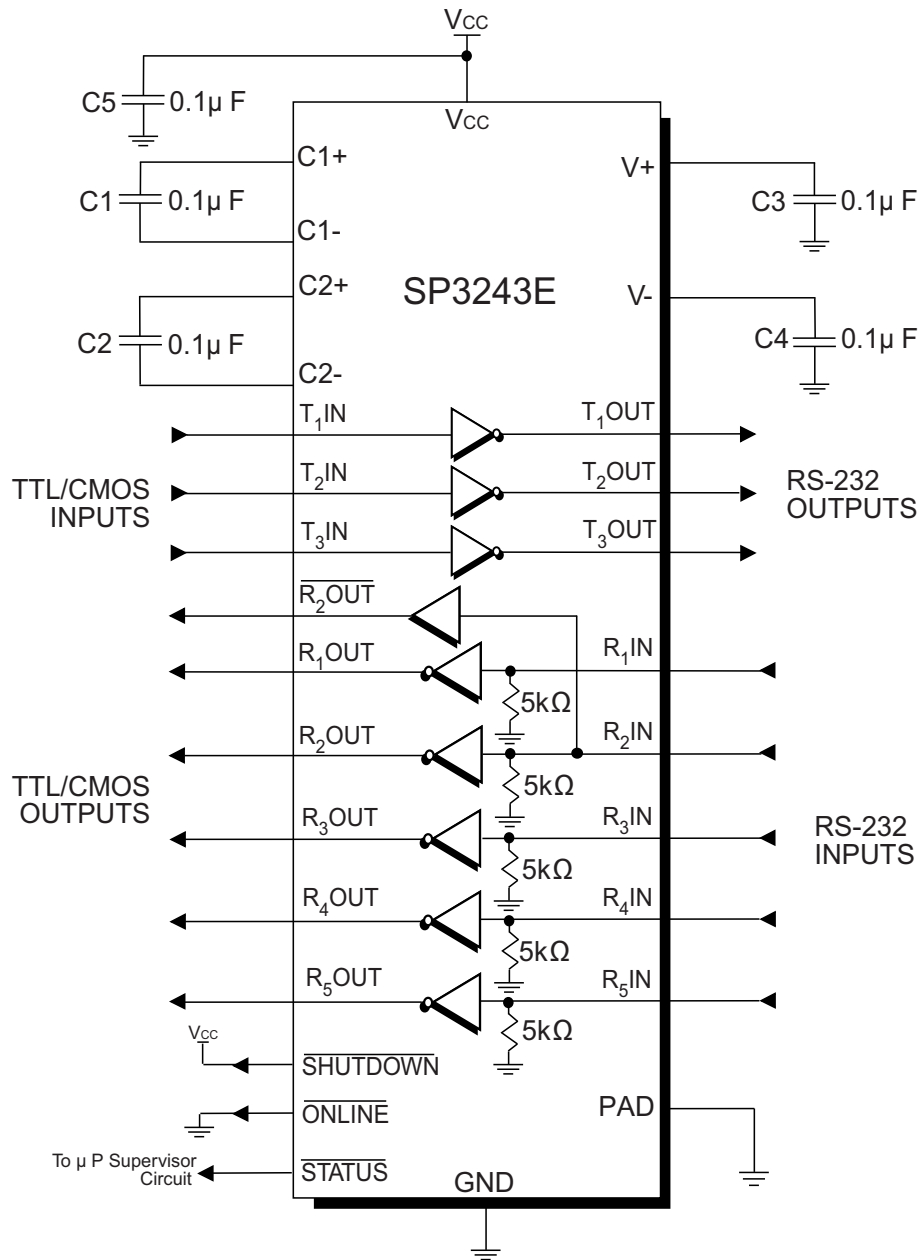 VCC
C5
0.1µ F
VCC
C1+
V+
C1
0.1µ F
C3
0.1µ F
C1-
C2+
SP3243E
V-
C2
0.1µ F
C4
0.1µ F
C2-
T1IN
T1OUT
TTL/CMOS
INPUTS
T2IN
T2OUT
RS-232
OUTPUTS
T3IN
T3OUT
R2OUT
R1OUT
R1IN
5kΩ
R2OUT
R2IN
5kΩ
TTL/CMOS
OUTPUTS
R3OUT
R3IN
5kΩ
RS-232
INPUTS
R4OUT
R4IN
5kΩ
R5OUT
R5IN
5kΩ
VCC
SHUTDOWN
ONLINE
PAD
To µ P Supervisor
Circuit
STATUS
GND